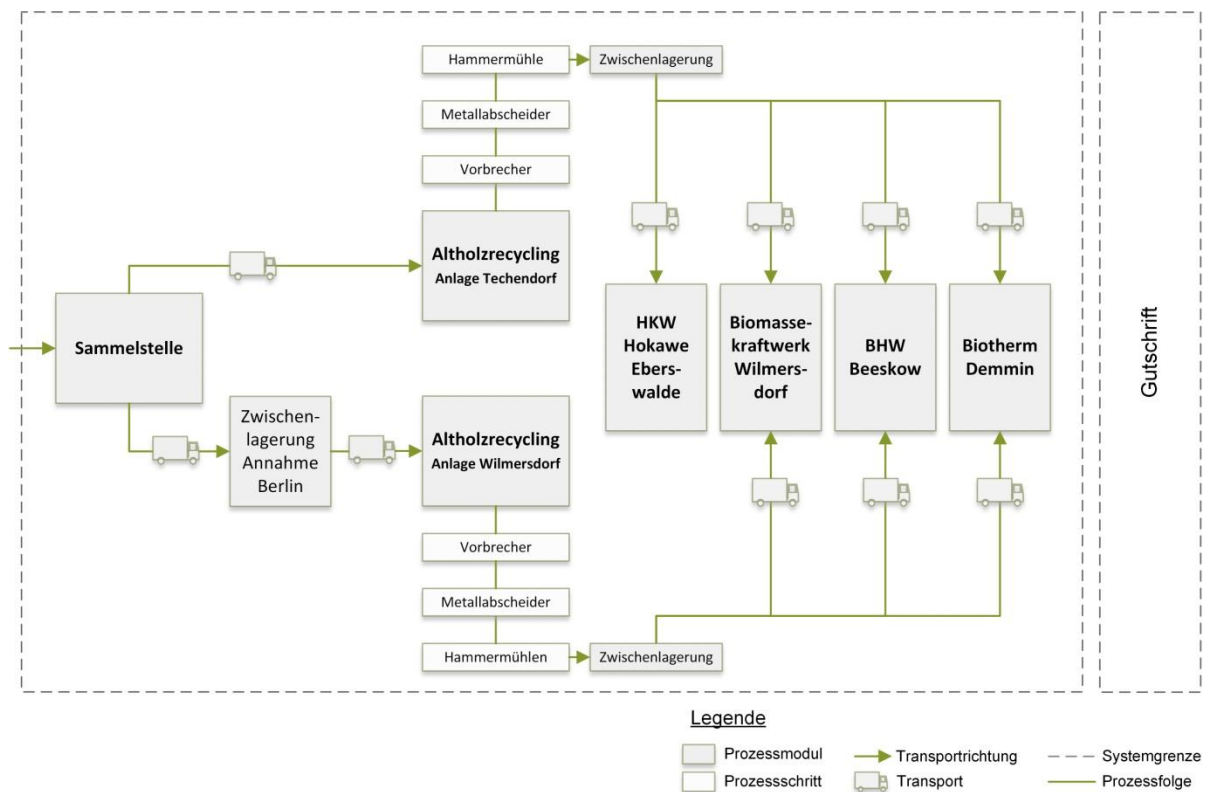 Hammermühle
Zwischenlagerung
Metallabscheider
Vorbrecher
Altholzrecycling
Anlage Techendorf
Sammelstelle
HKW
Hokawe
Ebers-
walde
Biomasse-
kraftwerk
Wilmers-
dorf
BHW
Beeskow
Biotherm
Demmin
Gutschrift
Zwischen-
lagerung
Annahme
Berlin
Altholzrecycling
Anlage Wilmersdorf
Vorbrecher
Metallabscheider
Hammermühlen
Zwischenlagerung
Legende
Prozessmodul
Transportrichtung
Systemgrenze
Prozessschritt
Transport
Prozessfolge